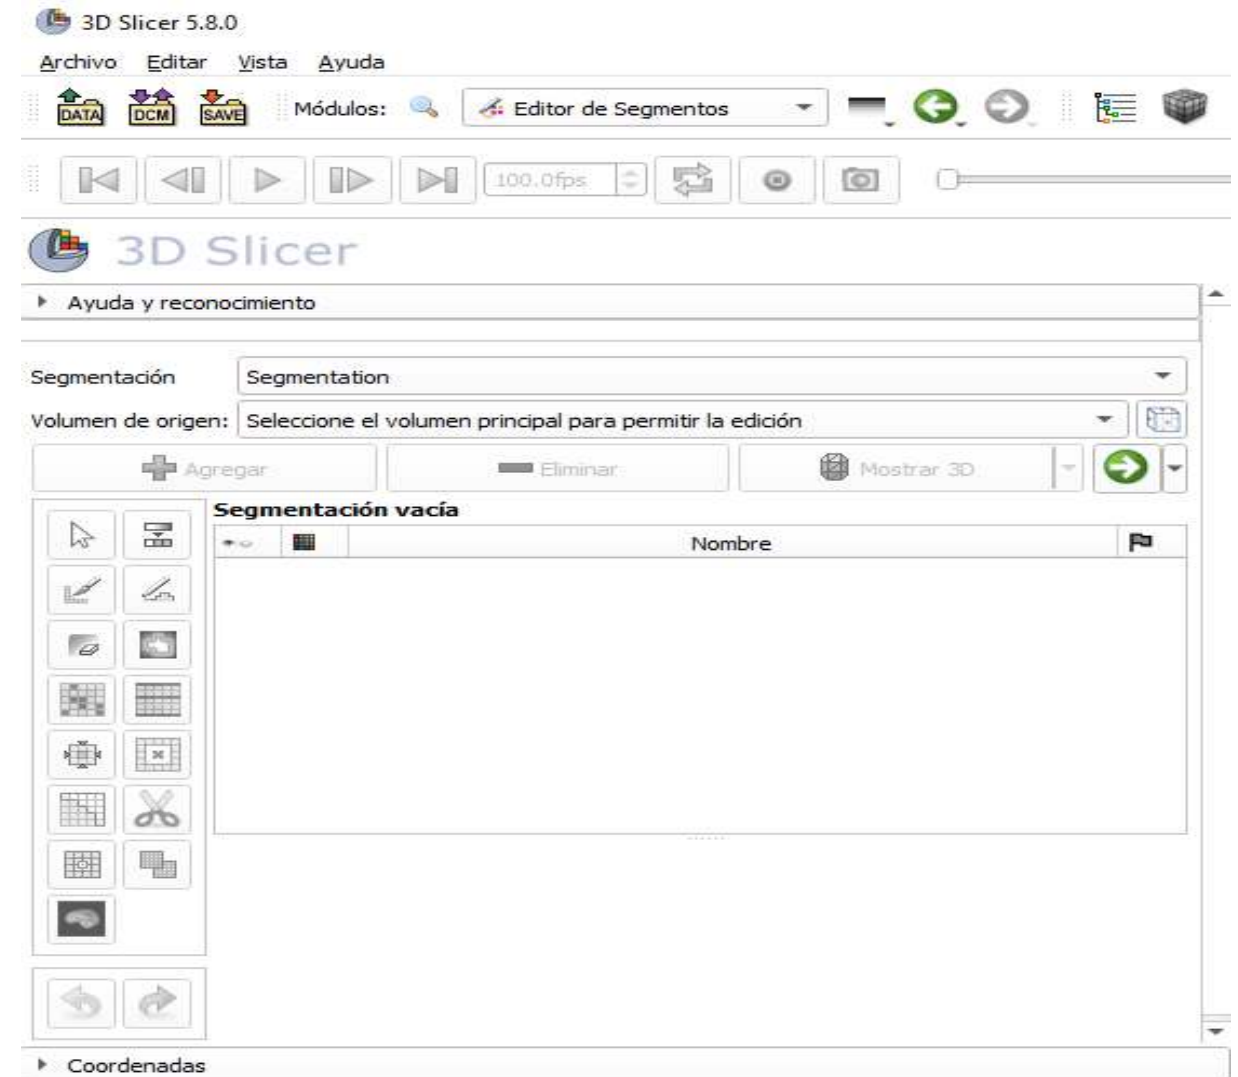 3D Slicer 5.8.0
Archivo Editar Vista Ayuda
DATA DCM SAVE Módulos: Editor de Segmentos
100.0fps
3D Slicer
Ayuda y reconocimiento
Segmentación Segmentation
Volumen de origen: Seleccione el volumen principal para permitir la edición
Agregar Eliminar Mostrar 3D
Segmentación vacía
Nombre
Coordenadas